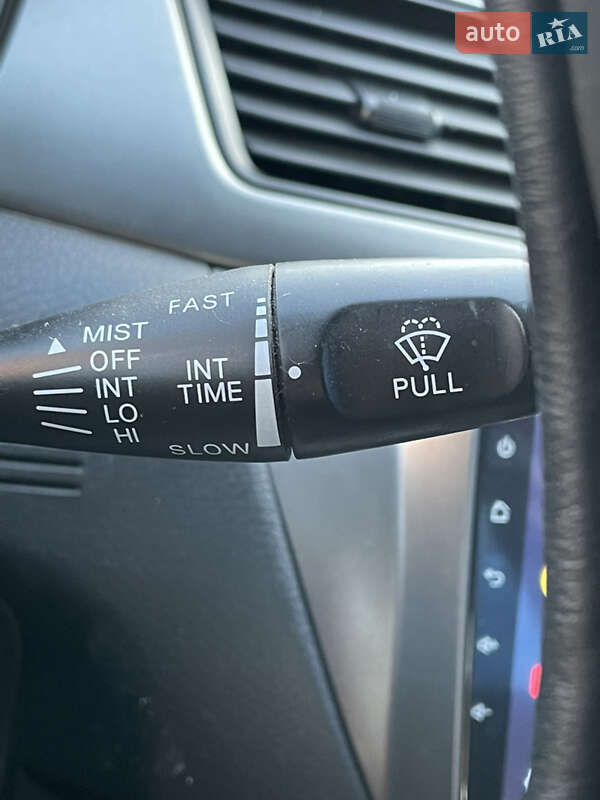 auto RIA .com
FAST
MIST
OFF
INT
LO
HI
INT
TIME
SLOW
PULL